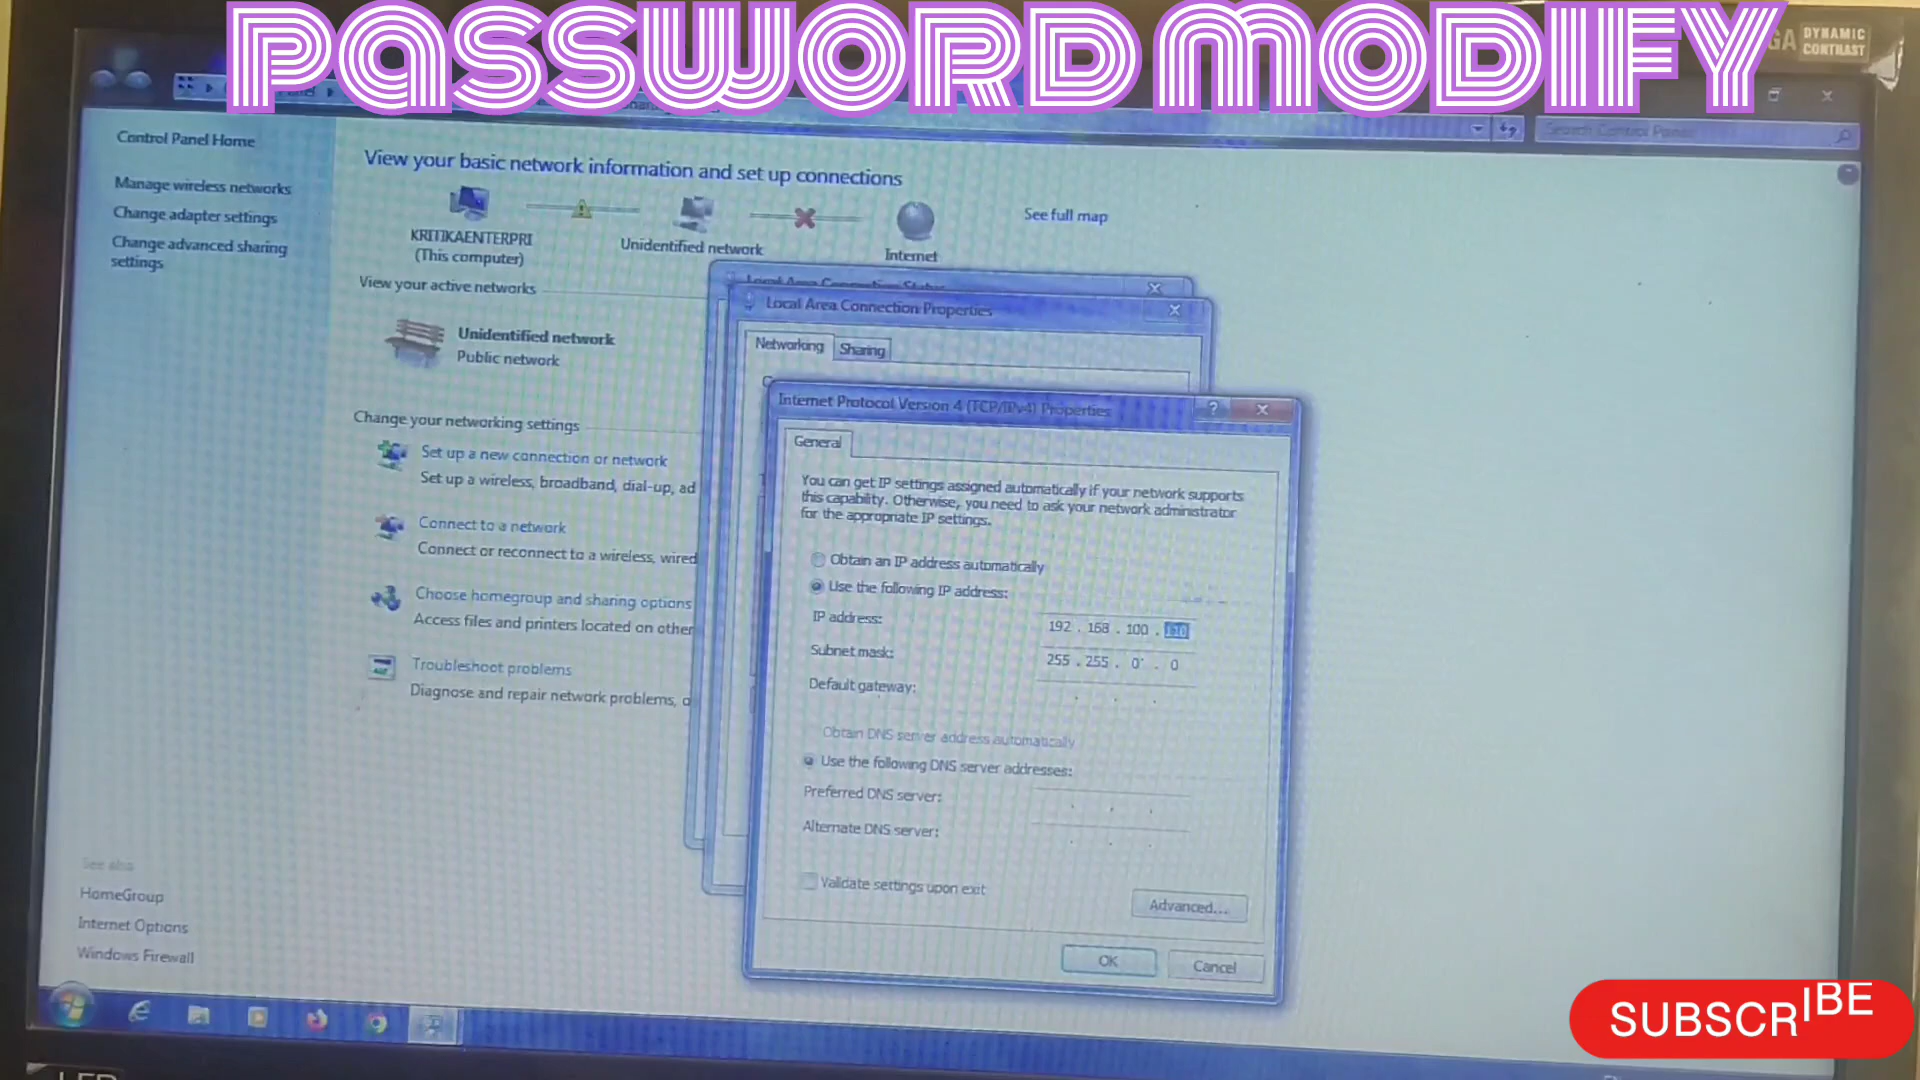 PASSWORD MODIFY
DYNAMIC
CONTRAST
Search Control Panel
Control Panel Home
Manage wireless networks
Change adapter settings
Change advanced sharing
settings
View your basic network information and set up connections
See full map
KRITIKAENTERPRI
(This computer)
Unidentified network
Internet
View your active networks
Unidentified network
Public network
Change your networking settings
Set up a new connection or network
Set up a wireless, broadband, dial-up, ad
Connect to a network
Connect or reconnect to a wireless, wired
Choose homegroup and sharing options
Access files and printers located on other
Troubleshoot problems
Diagnose and repair network problems, o
See also
HomeGroup
Internet Options
Windows Firewall
Local Area Connection Status
Local Area Connection Properties
Networking
Sharing
Internet Protocol Version 4 (TCP/IPv4) Properties
General
You can get IP settings assigned automatically if your network supports
this capability. Otherwise, you need to ask your network administrator
for the appropriate IP settings.
Obtain an IP address automatically
Use the following IP address:
IP address: 192 . 168 . 100 .
Subnet mask: 255 . 255 . 0 . 0
Default gateway: . . .
Obtain DNS server address automatically
Use the following DNS server addresses:
Preferred DNS server: . . .
Alternate DNS server: . . .
Validate settings upon exit
Advanced...
OK
Cancel
SUBSCRIBE